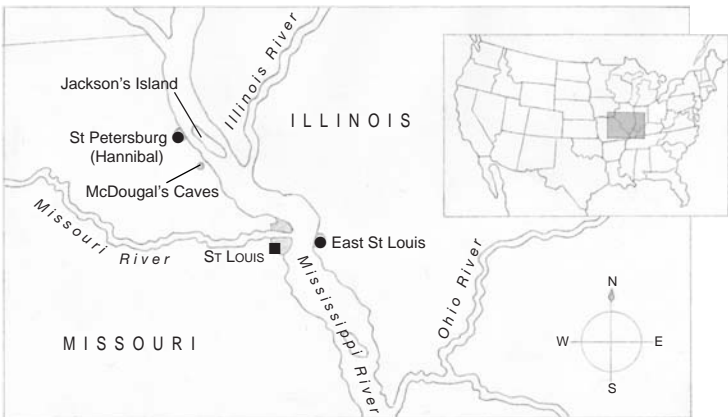 Jackson's Island
Illinois River
ILLINOIS
St Petersburg
(Hannibal)
McDougal's Caves
Missouri River
ST LOUIS
East St Louis
Mississippi River
Ohio River
MISSOURI
N
W
E
S